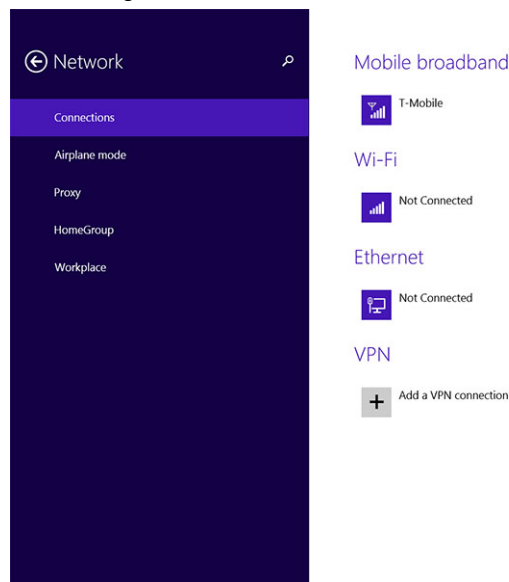 Network
Connections
Airplane mode
Proxy
HomeGroup
Workplace
Mobile broadband
T-Mobile
Wi-Fi
Not Connected
Ethernet
Not Connected
VPN
Add a VPN connection